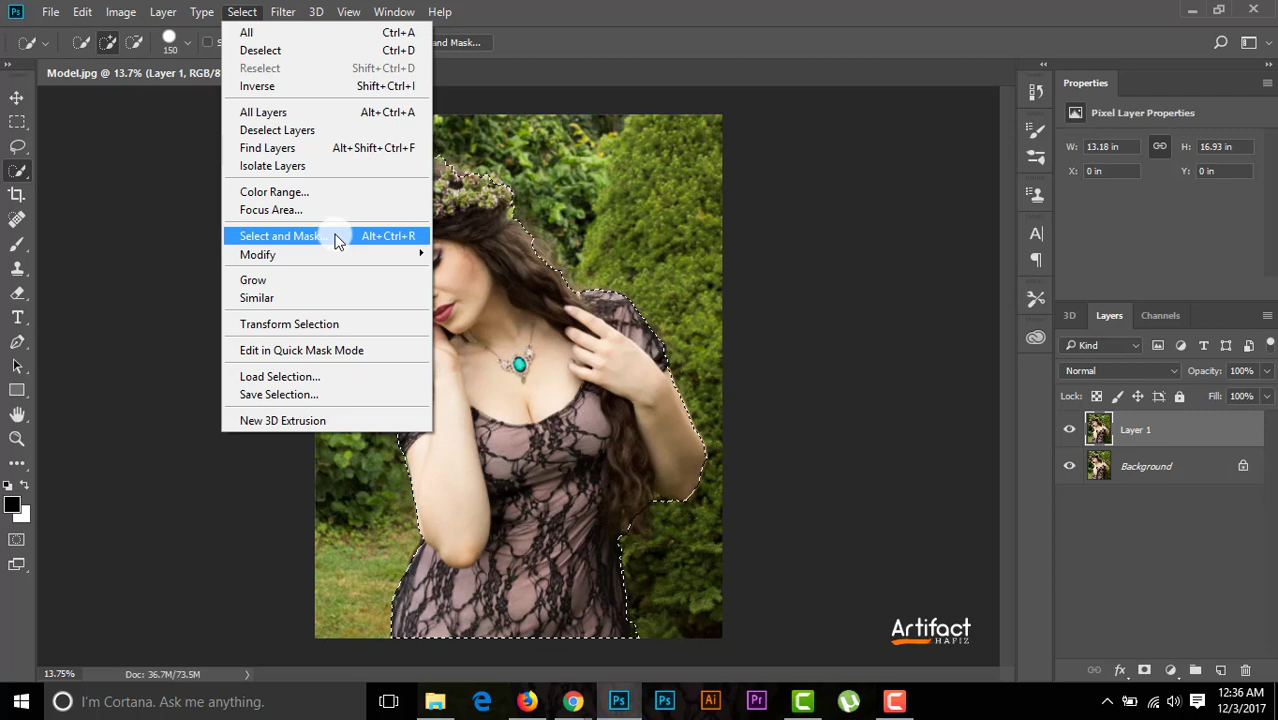 Ps File Edit Image Layer Type Select Filter 3D View Window Help
150
and Mask...
Model.jpg @ 13.7% (Layer 1, RGB/8
All Ctrl+A
Deselect Ctrl+D
Reselect Shift+Ctrl+D
Inverse Shift+Ctrl+I
All Layers Alt+Ctrl+A
Deselect Layers
Find Layers Alt+Shift+Ctrl+F
Isolate Layers
Color Range...
Focus Area...
Select and Mask... Alt+Ctrl+R
Modify
Grow
Similar
Transform Selection
Edit in Quick Mask Mode
Load Selection...
Save Selection...
New 3D Extrusion
Properties
Pixel Layer Properties
W: 13.18 in H: 16.93 in
X: 0 in Y: 0 in
3D Layers Channels
Kind
Normal Opacity: 100%
Lock: Fill: 100%
Layer 1
Background
Artifact
HAFIZ
13.75% Doc: 36.7M/73.5M
I'm Cortana. Ask me anything.
Ps Ps Ai Pr
12:36 AM
12/3/2017